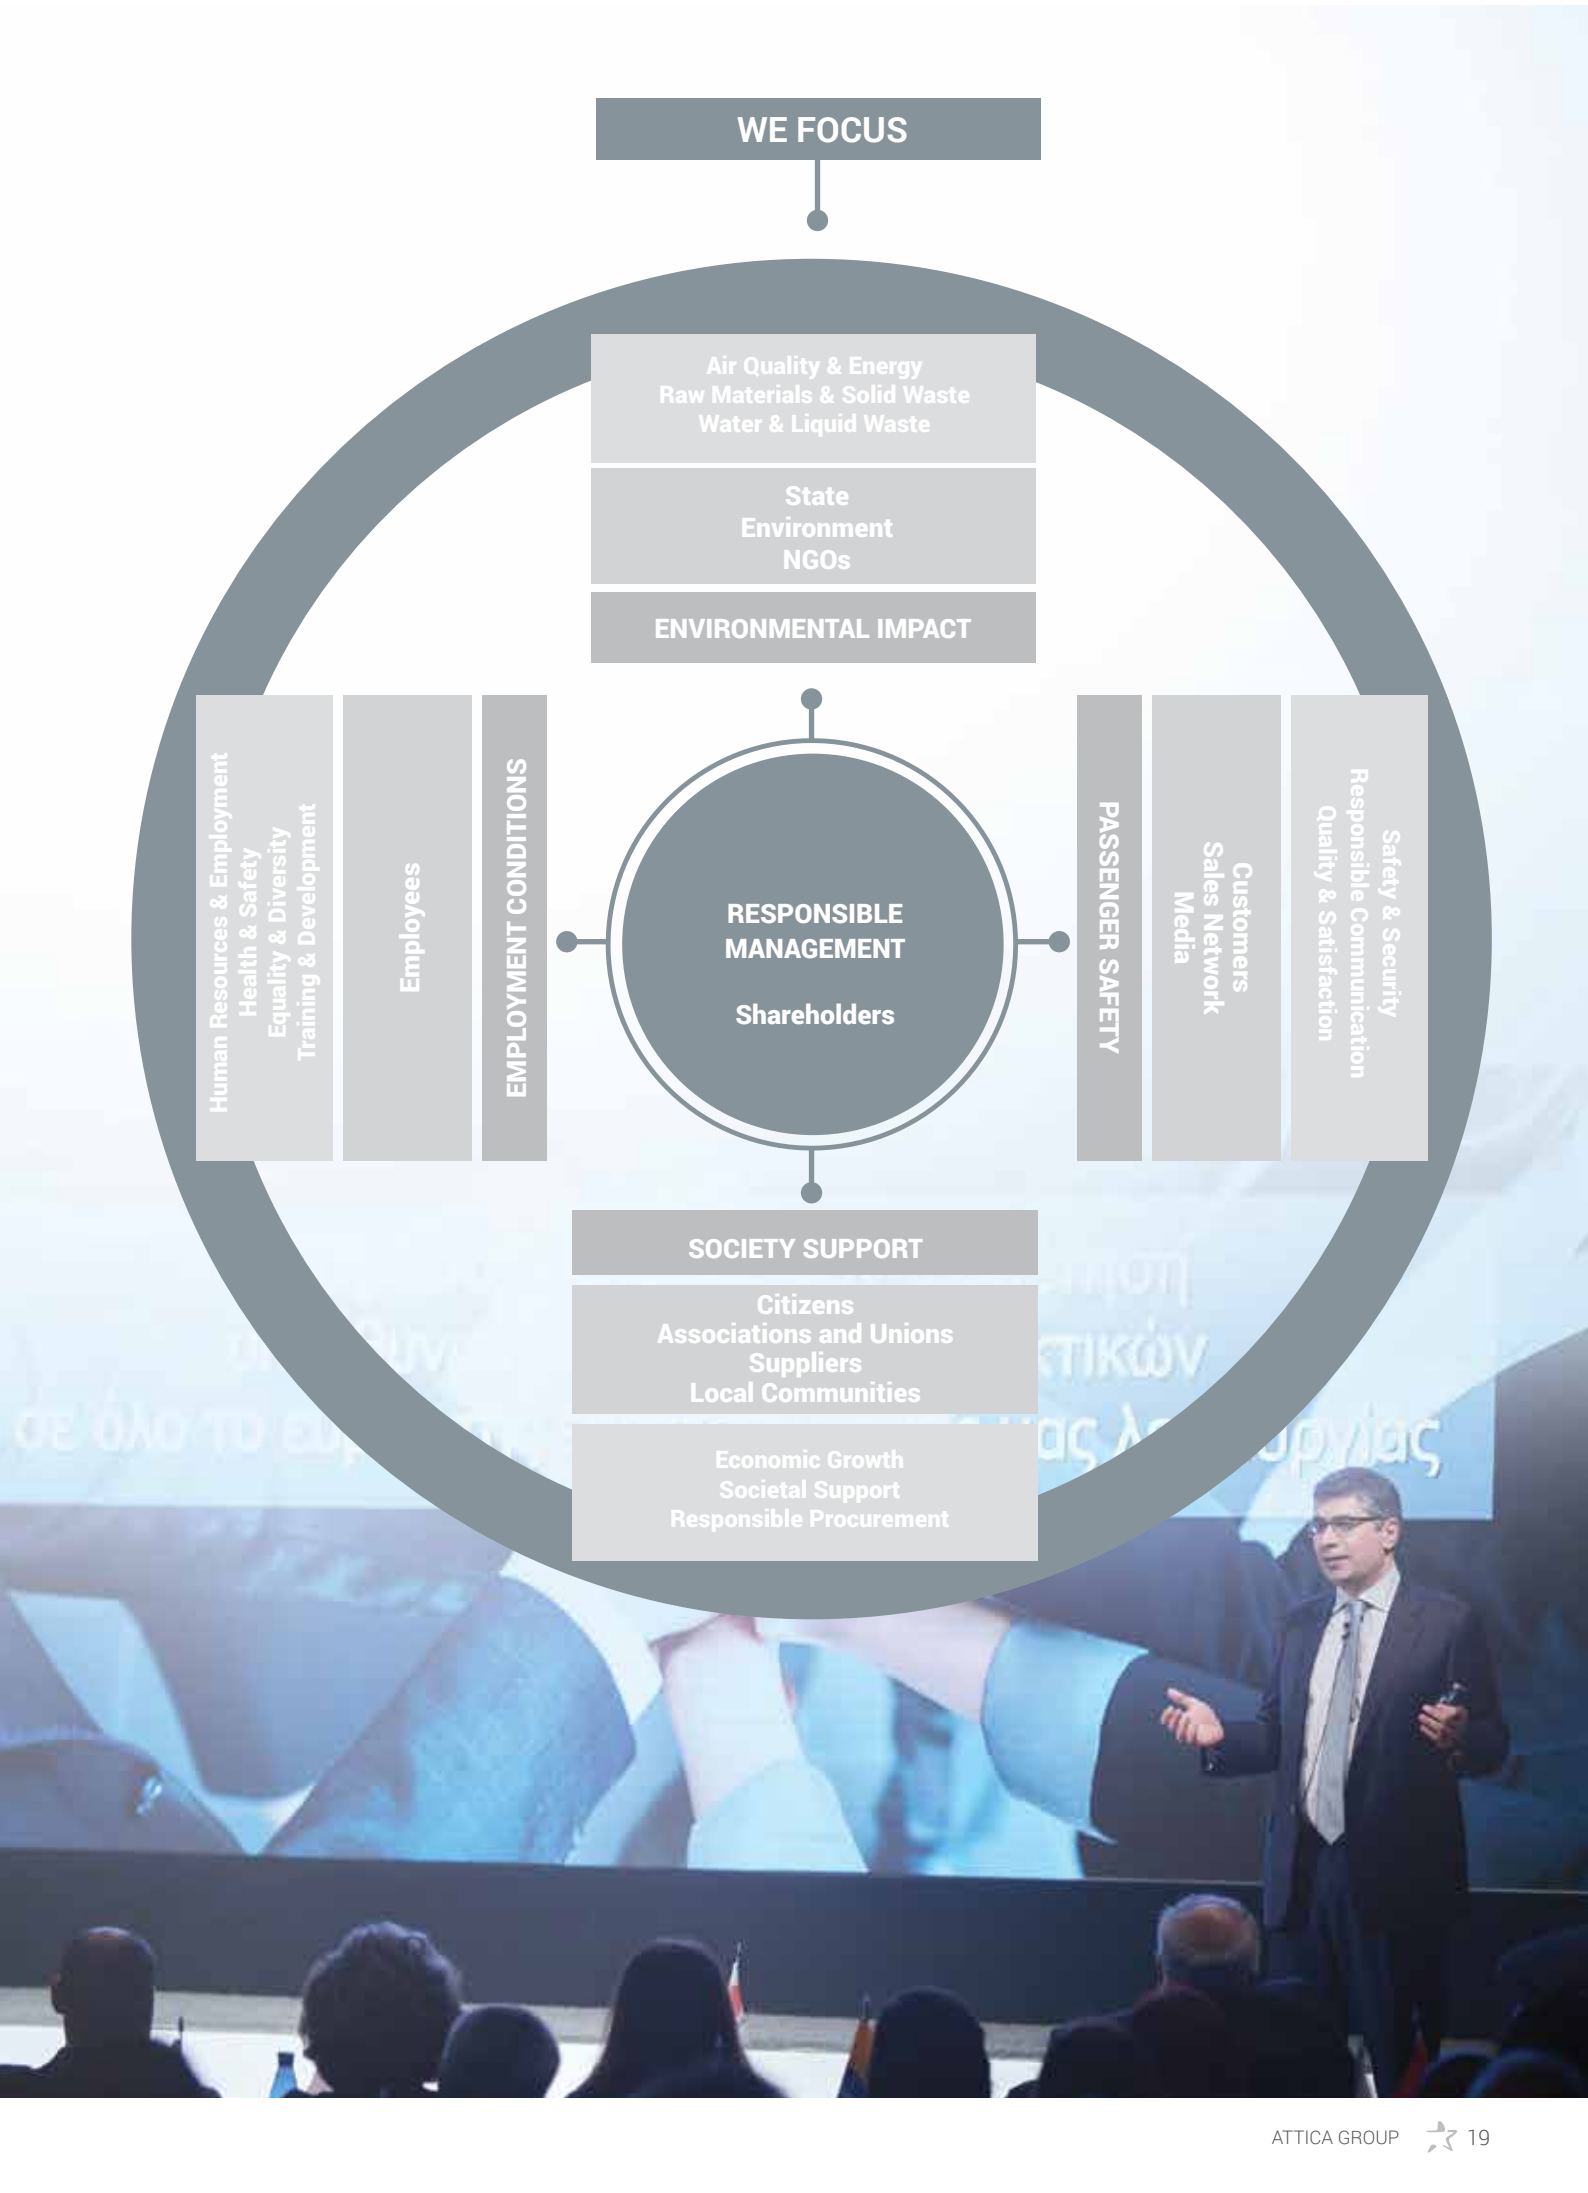 WE FOCUS
Air Quality & Energy
Raw Materials & Solid Waste
Water & Liquid Waste
State
Environment
NGOs
ENVIRONMENTAL IMPACT
Human Resources & Employment
Health & Safety
Equality & Diversity
Training & Development
Employees
EMPLOYMENT CONDITIONS
RESPONSIBLE
MANAGEMENT
Shareholders
PASSENGER SAFETY
Customers
Sales Network
Media
Safety & Security
Responsible Communication
Quality & Satisfaction
SOCIETY SUPPORT
Citizens
Associations and Unions
Suppliers
Local Communities
Economic Growth
Societal Support
Responsible Procurement
σε όλο το
ATTICA GROUP 19